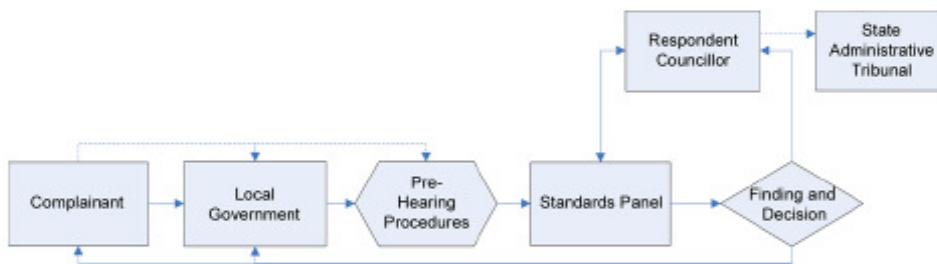 Respondent
Councillor
State
Administrative
Tribunal
Complainant
Local
Government
Pre-
Hearing
Procedures
Standards Panel
Finding and
Decision